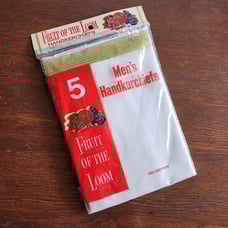 FRUIT OF THE LOOM
HANDKERCHIEFS
5
Men's
Handkerchiefs
FRUIT
OF THE
LOOM